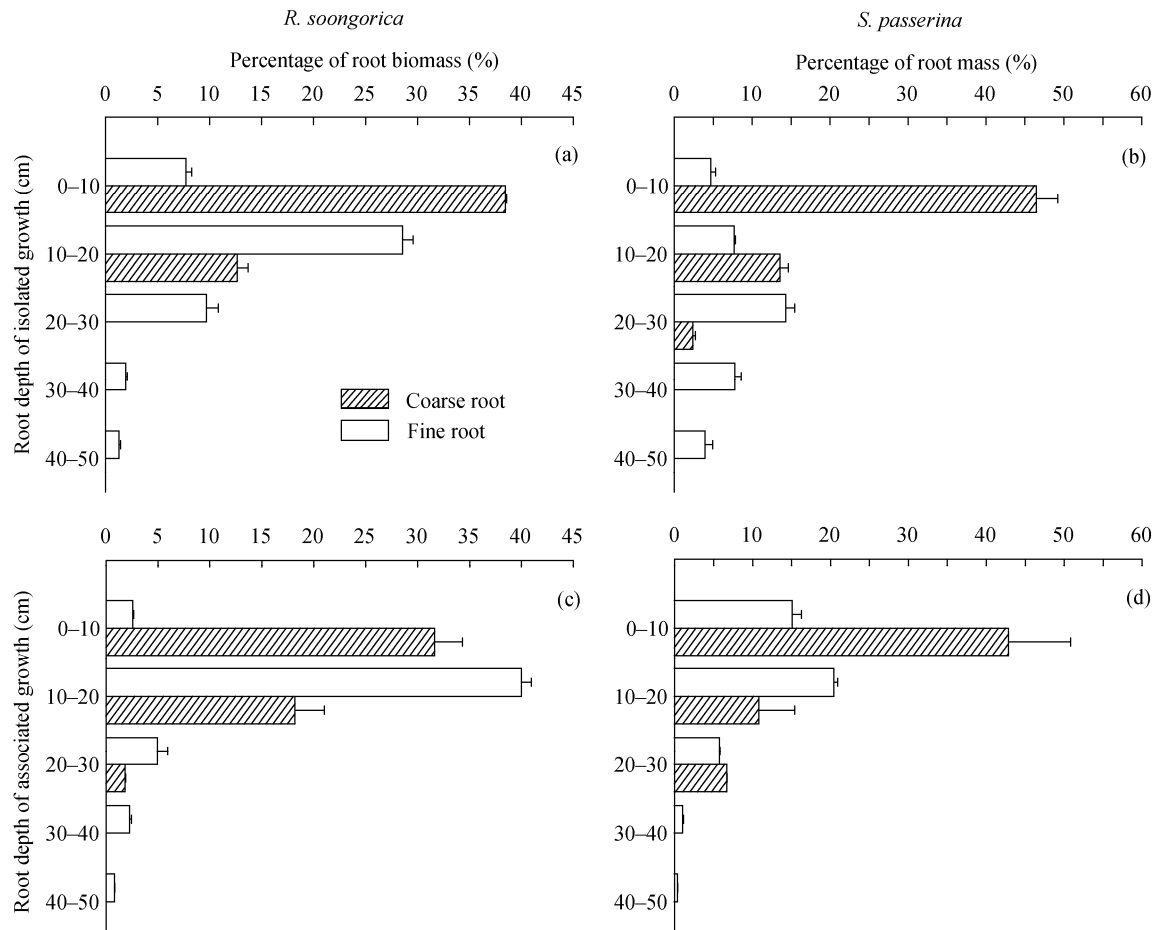 R. soongorica
S. passerina
Percentage of root biomass (%)
Percentage of root mass (%)
0 5 10 15 20 25 30 35 40 45
0 10 20 30 40 50 60
Root depth of isolated growth (cm)
(a)
0–10
10–20
20–30
30–40
40–50
Coarse root
Fine root
(b)
0–10
10–20
20–30
30–40
40–50
0 5 10 15 20 25 30 35 40 45
0 10 20 30 40 50 60
Root depth of associated growth (cm)
(c)
0–10
10–20
20–30
30–40
40–50
(d)
0–10
10–20
20–30
30–40
40–50